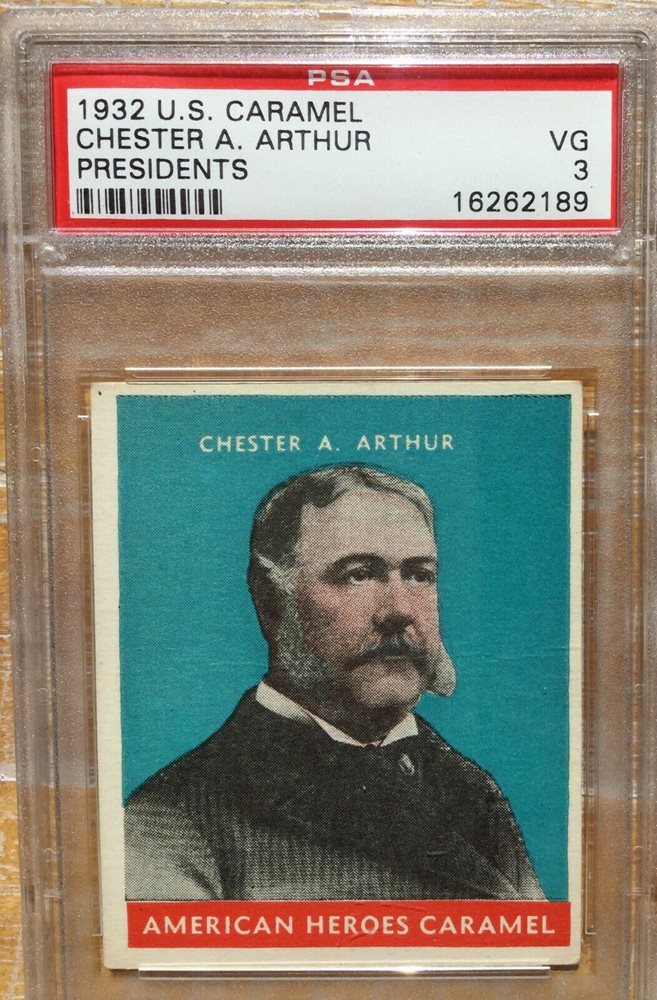 PSA
1932 U.S. CARAMEL
CHESTER A. ARTHUR VG
PRESIDENTS 3
16262189
CHESTER A. ARTHUR
AMERICAN HEROES CARAMEL